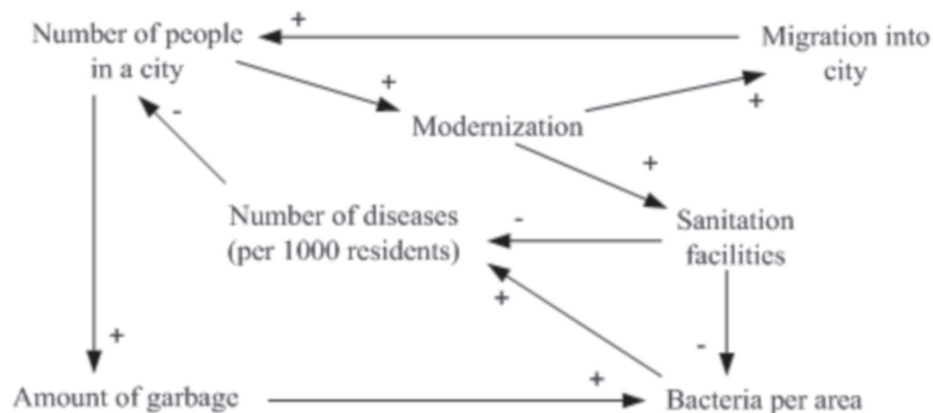 +
Number of people
in a city
Migration into
city
+
+
Modernization
-
+
Number of diseases
(per 1000 residents)
-
Sanitation
facilities
+
+
-
Amount of garbage
+
Bacteria per area